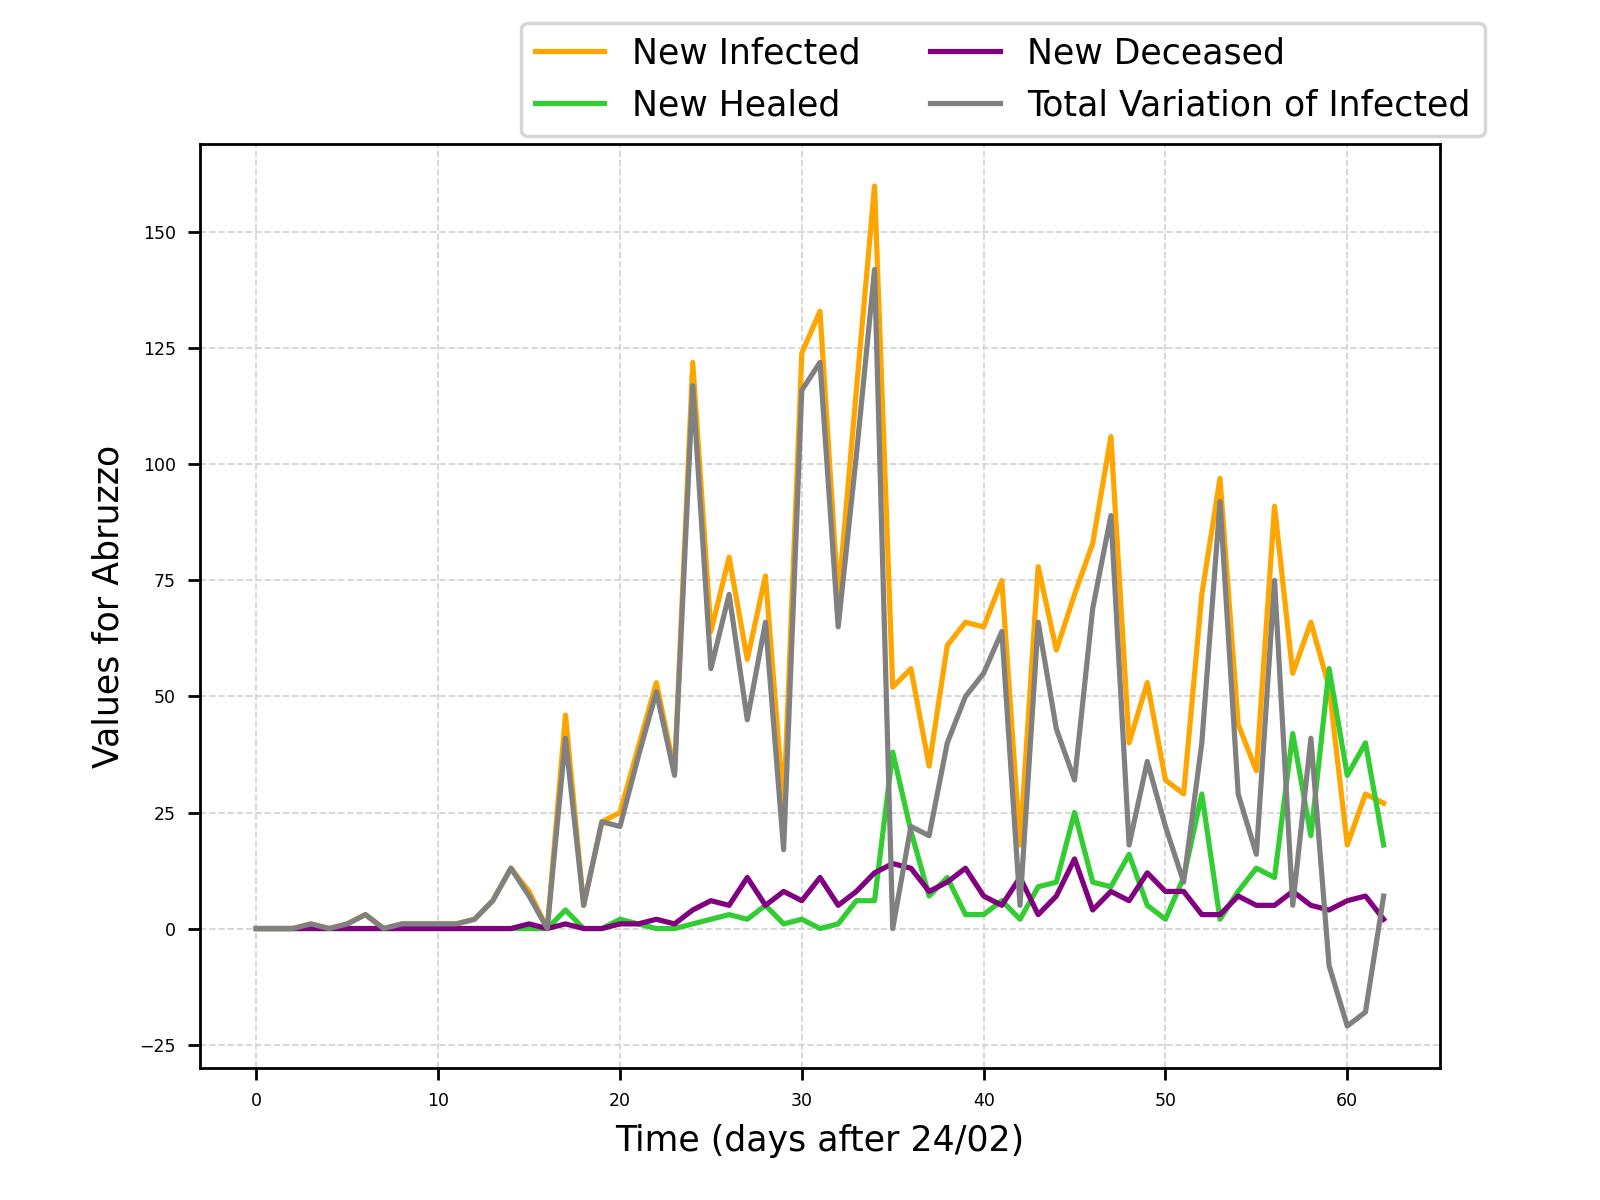 New Infected
New Healed
New Deceased
Total Variation of Infected
Values for Abruzzo
150
125
100
75
50
25
0
−25
0 10 20 30 40 50 60
Time (days after 24/02)